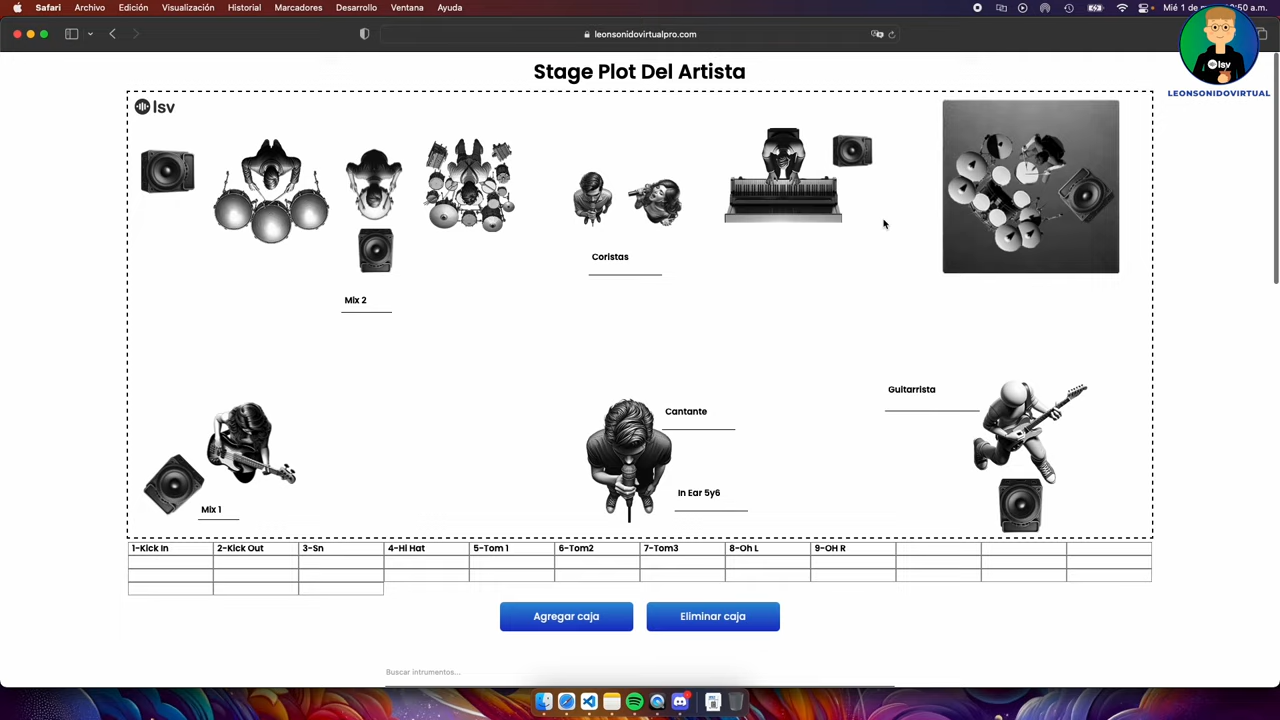 Safari Archivo Edición Visualización Historial Marcadores Desarrollo Ventana Ayuda
leonsonidovirtualpro.com
lsv
LEONSONIDOVIRTUAL
Stage Plot Del Artista
lsv
Coristas
Mix 2
Guitarrista
Cantante
In Ear 5y6
Mix 1
1-Kick In 2-Kick Out 3-Sn 4-Hi Hat 5-Tom 1 6-Tom2 7-Tom3 8-Oh L 9-OH R
Agregar caja Eliminar caja
Buscar intrumentos...